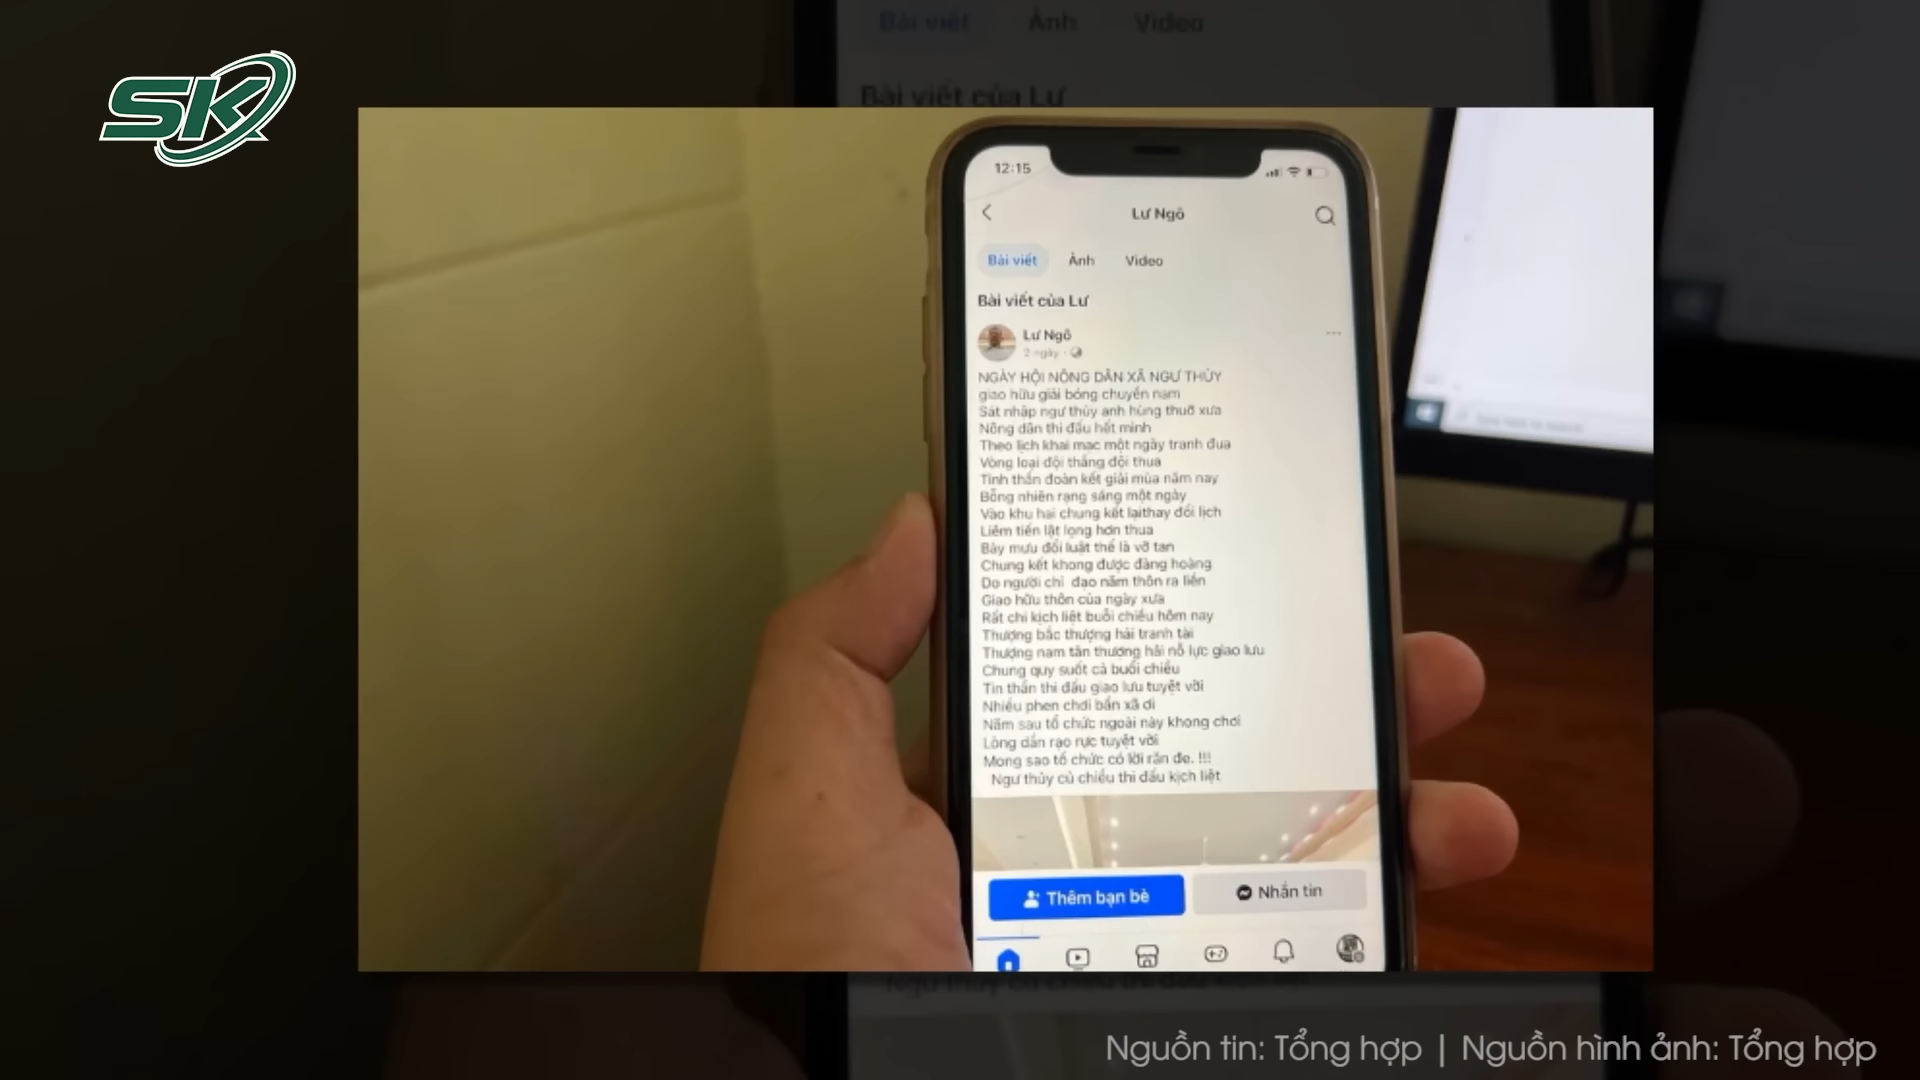 Bài viết Ảnh Video
Bài viết của Lư
SK
12:15
Lư Ngô
Bài viết Ảnh Video
Bài viết của Lư
Lư Ngô
2 ngày
NGÀY HỘI NÔNG DÂN XÃ NGƯ THỦY
giao hữu giải bóng chuyền nam
Sát nhập ngư thủy anh hùng thuở xưa
Nông dân thi đấu hết mình
Theo lịch khai mac một ngày tranh đua
Vòng loại đội thắng đội thua
Tinh thần đoàn kết giải mùa năm nay
Bỗng nhiên rạng sáng một ngày
Vào khu hai chung kết lạithay đổi lịch
Liêm tiến lật lọng hơn thua
Bày mưu đổi luật thế là vỡ tan
Chung kết khong được đàng hoàng
Do người chỉ đạo năm thôn ra liền
Giao hữu thôn của ngày xưa
Rất chi kịch liệt buổi chiều hôm nay
Thượng bắc thượng hải tranh tài
Thượng nam tân thương hải nỗ lực giao lưu
Chung quy suốt cả buổi chiều
Tin thần thi đấu giao lưu tuyệt vời
Nhiều phen chơi bẩn xã ơi
Năm sau tổ chức ngoài này khong chơi
Lòng dân rạo rực tuyệt vời
Mong sao tổ chức có lời răn đe. !!!
Ngư thủy củ chiều thi đấu kịch liệt
Thêm bạn bè
Nhắn tin
Nguồn tin: Tổng hợp | Nguồn hình ảnh: Tổng hợp